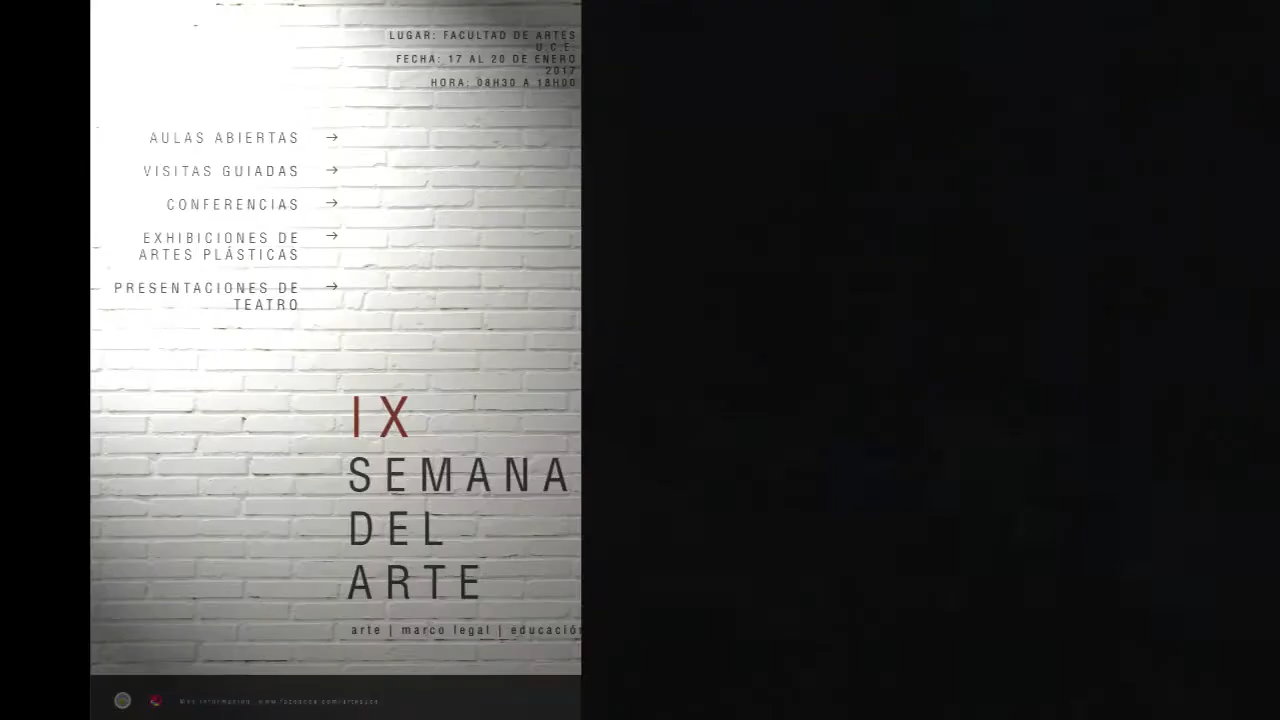 LUGAR: FACULTAD DE ARTES
U.C.E.
FECHA: 17 AL 20 DE ENERO
2017
HORA: 08H30 A 18H00
AULAS ABIERTAS →
VISITAS GUIADAS →
CONFERENCIAS →
EXHIBICIONES DE →
ARTES PLÁSTICAS
PRESENTACIONES DE →
TEATRO
IX
SEMANA
DEL
ARTE
arte | marco legal | educación